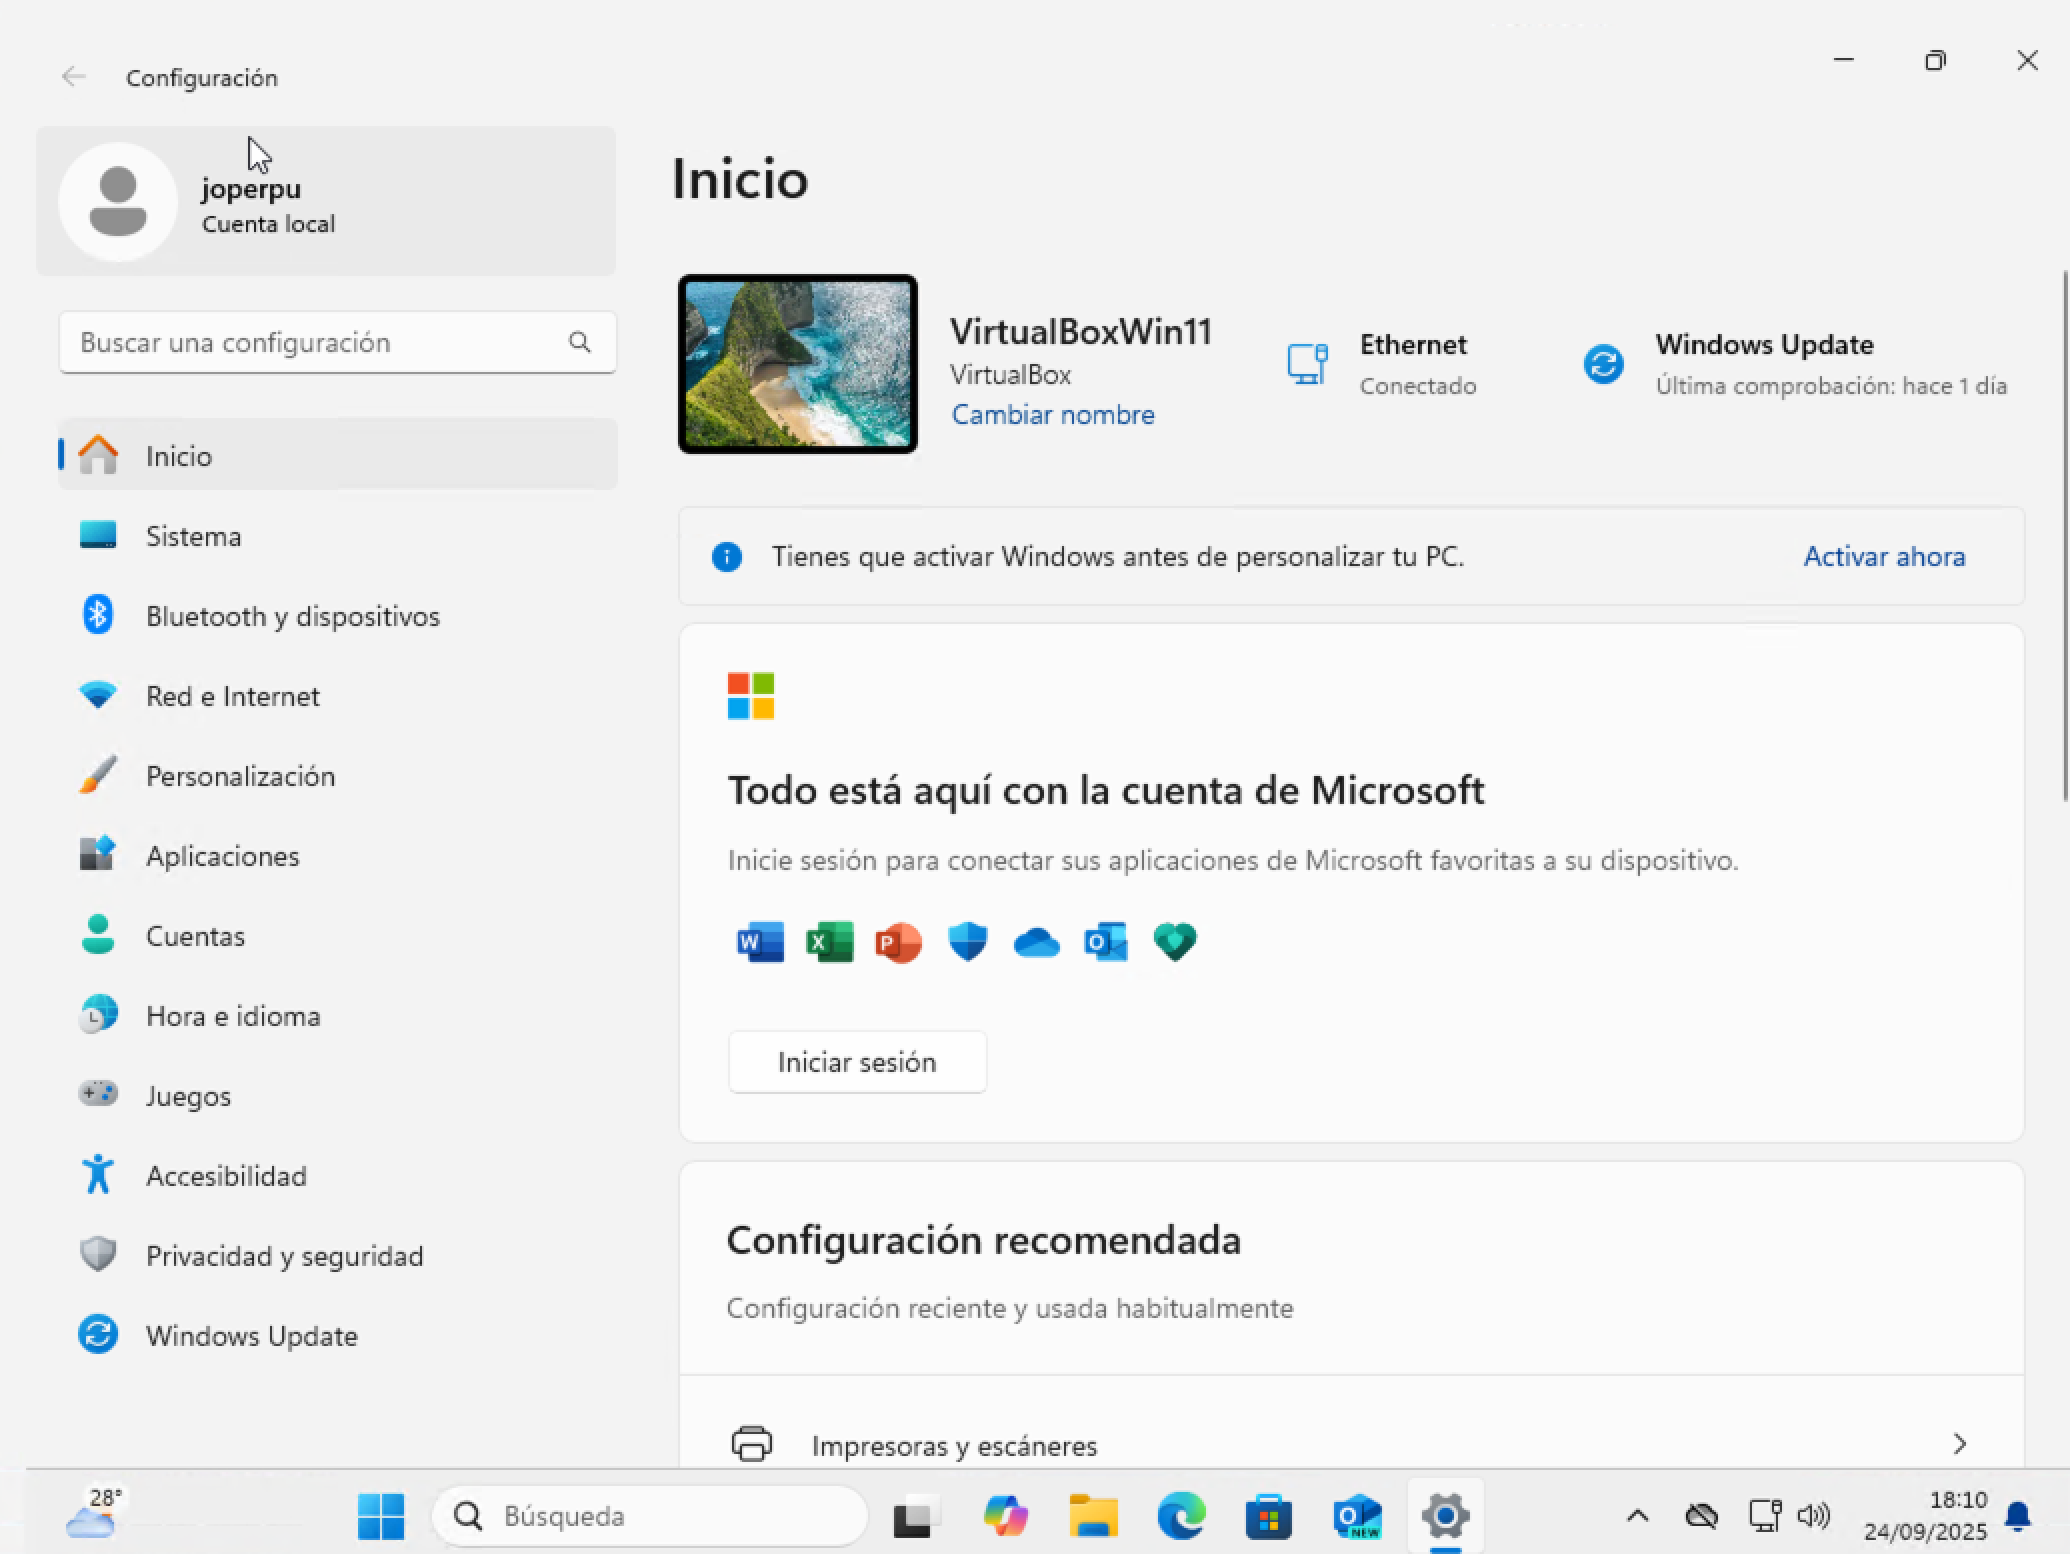 Configuración
joperpu
Cuenta local
Buscar una configuración
Inicio
Sistema
Bluetooth y dispositivos
Red e Internet
Personalización
Aplicaciones
Cuentas
Hora e idioma
Juegos
Accesibilidad
Privacidad y seguridad
Windows Update
Inicio
VirtualBoxWin11
VirtualBox
Cambiar nombre
Ethernet
Conectado
Windows Update
Última comprobación: hace 1 día
Tienes que activar Windows antes de personalizar tu PC.
Activar ahora
Todo está aquí con la cuenta de Microsoft
Inicie sesión para conectar sus aplicaciones de Microsoft favoritas a su dispositivo.
W X P O
Iniciar sesión
Configuración recomendada
Configuración reciente y usada habitualmente
Impresoras y escáneres
28°
Búsqueda
O NEW
18:10
24/09/2025